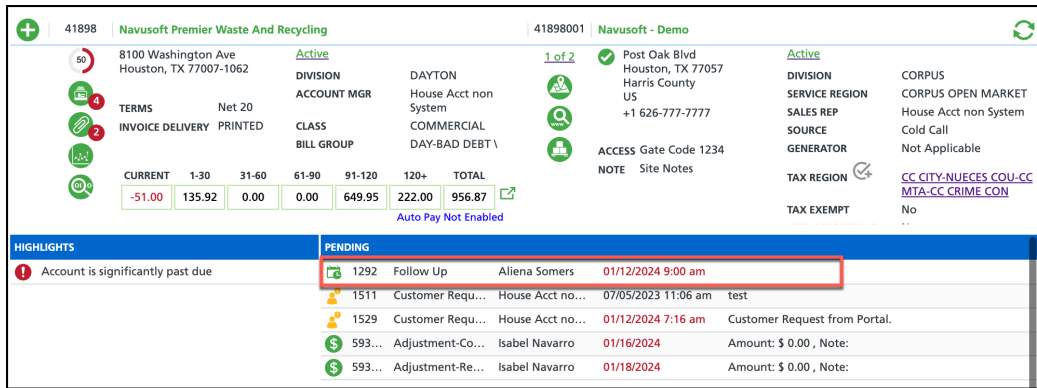 41898 Navusoft Premier Waste And Recycling
41898001 Navusoft - Demo
50
4
2
8100 Washington Ave
Houston, TX 77007-1062
TERMS Net 20
INVOICE DELIVERY PRINTED
Active
DIVISION DAYTON
ACCOUNT MGR House Acct non
System
CLASS COMMERCIAL
BILL GROUP DAY-BAD DEBT \
CURRENT 1-30 31-60 61-90 91-120 120+ TOTAL
-51.00 135.92 0.00 0.00 649.95 222.00 956.87
Auto Pay Not Enabled
1 of 2
Post Oak Blvd
Houston, TX 77057
Harris County
US
+1 626-777-7777
ACCESS Gate Code 1234
NOTE Site Notes
Active
DIVISION CORPUS
SERVICE REGION CORPUS OPEN MARKET
SALES REP House Acct non System
SOURCE Cold Call
GENERATOR Not Applicable
TAX REGION CC CITY-NUECES COU-CC
MTA-CC CRIME CON
TAX EXEMPT No
HIGHLIGHTS
Account is significantly past due
PENDING
1292 Follow Up Aliena Somers 01/12/2024 9:00 am
1511 Customer Requ... House Acct no... 07/05/2023 11:06 am test
1529 Customer Requ... House Acct no... 01/12/2024 7:16 am Customer Request from Portal.
593... Adjustment-Co... Isabel Navarro 01/16/2024 Amount: $ 0.00 , Note:
593... Adjustment-Re... Isabel Navarro 01/18/2024 Amount: $ 0.00 , Note: